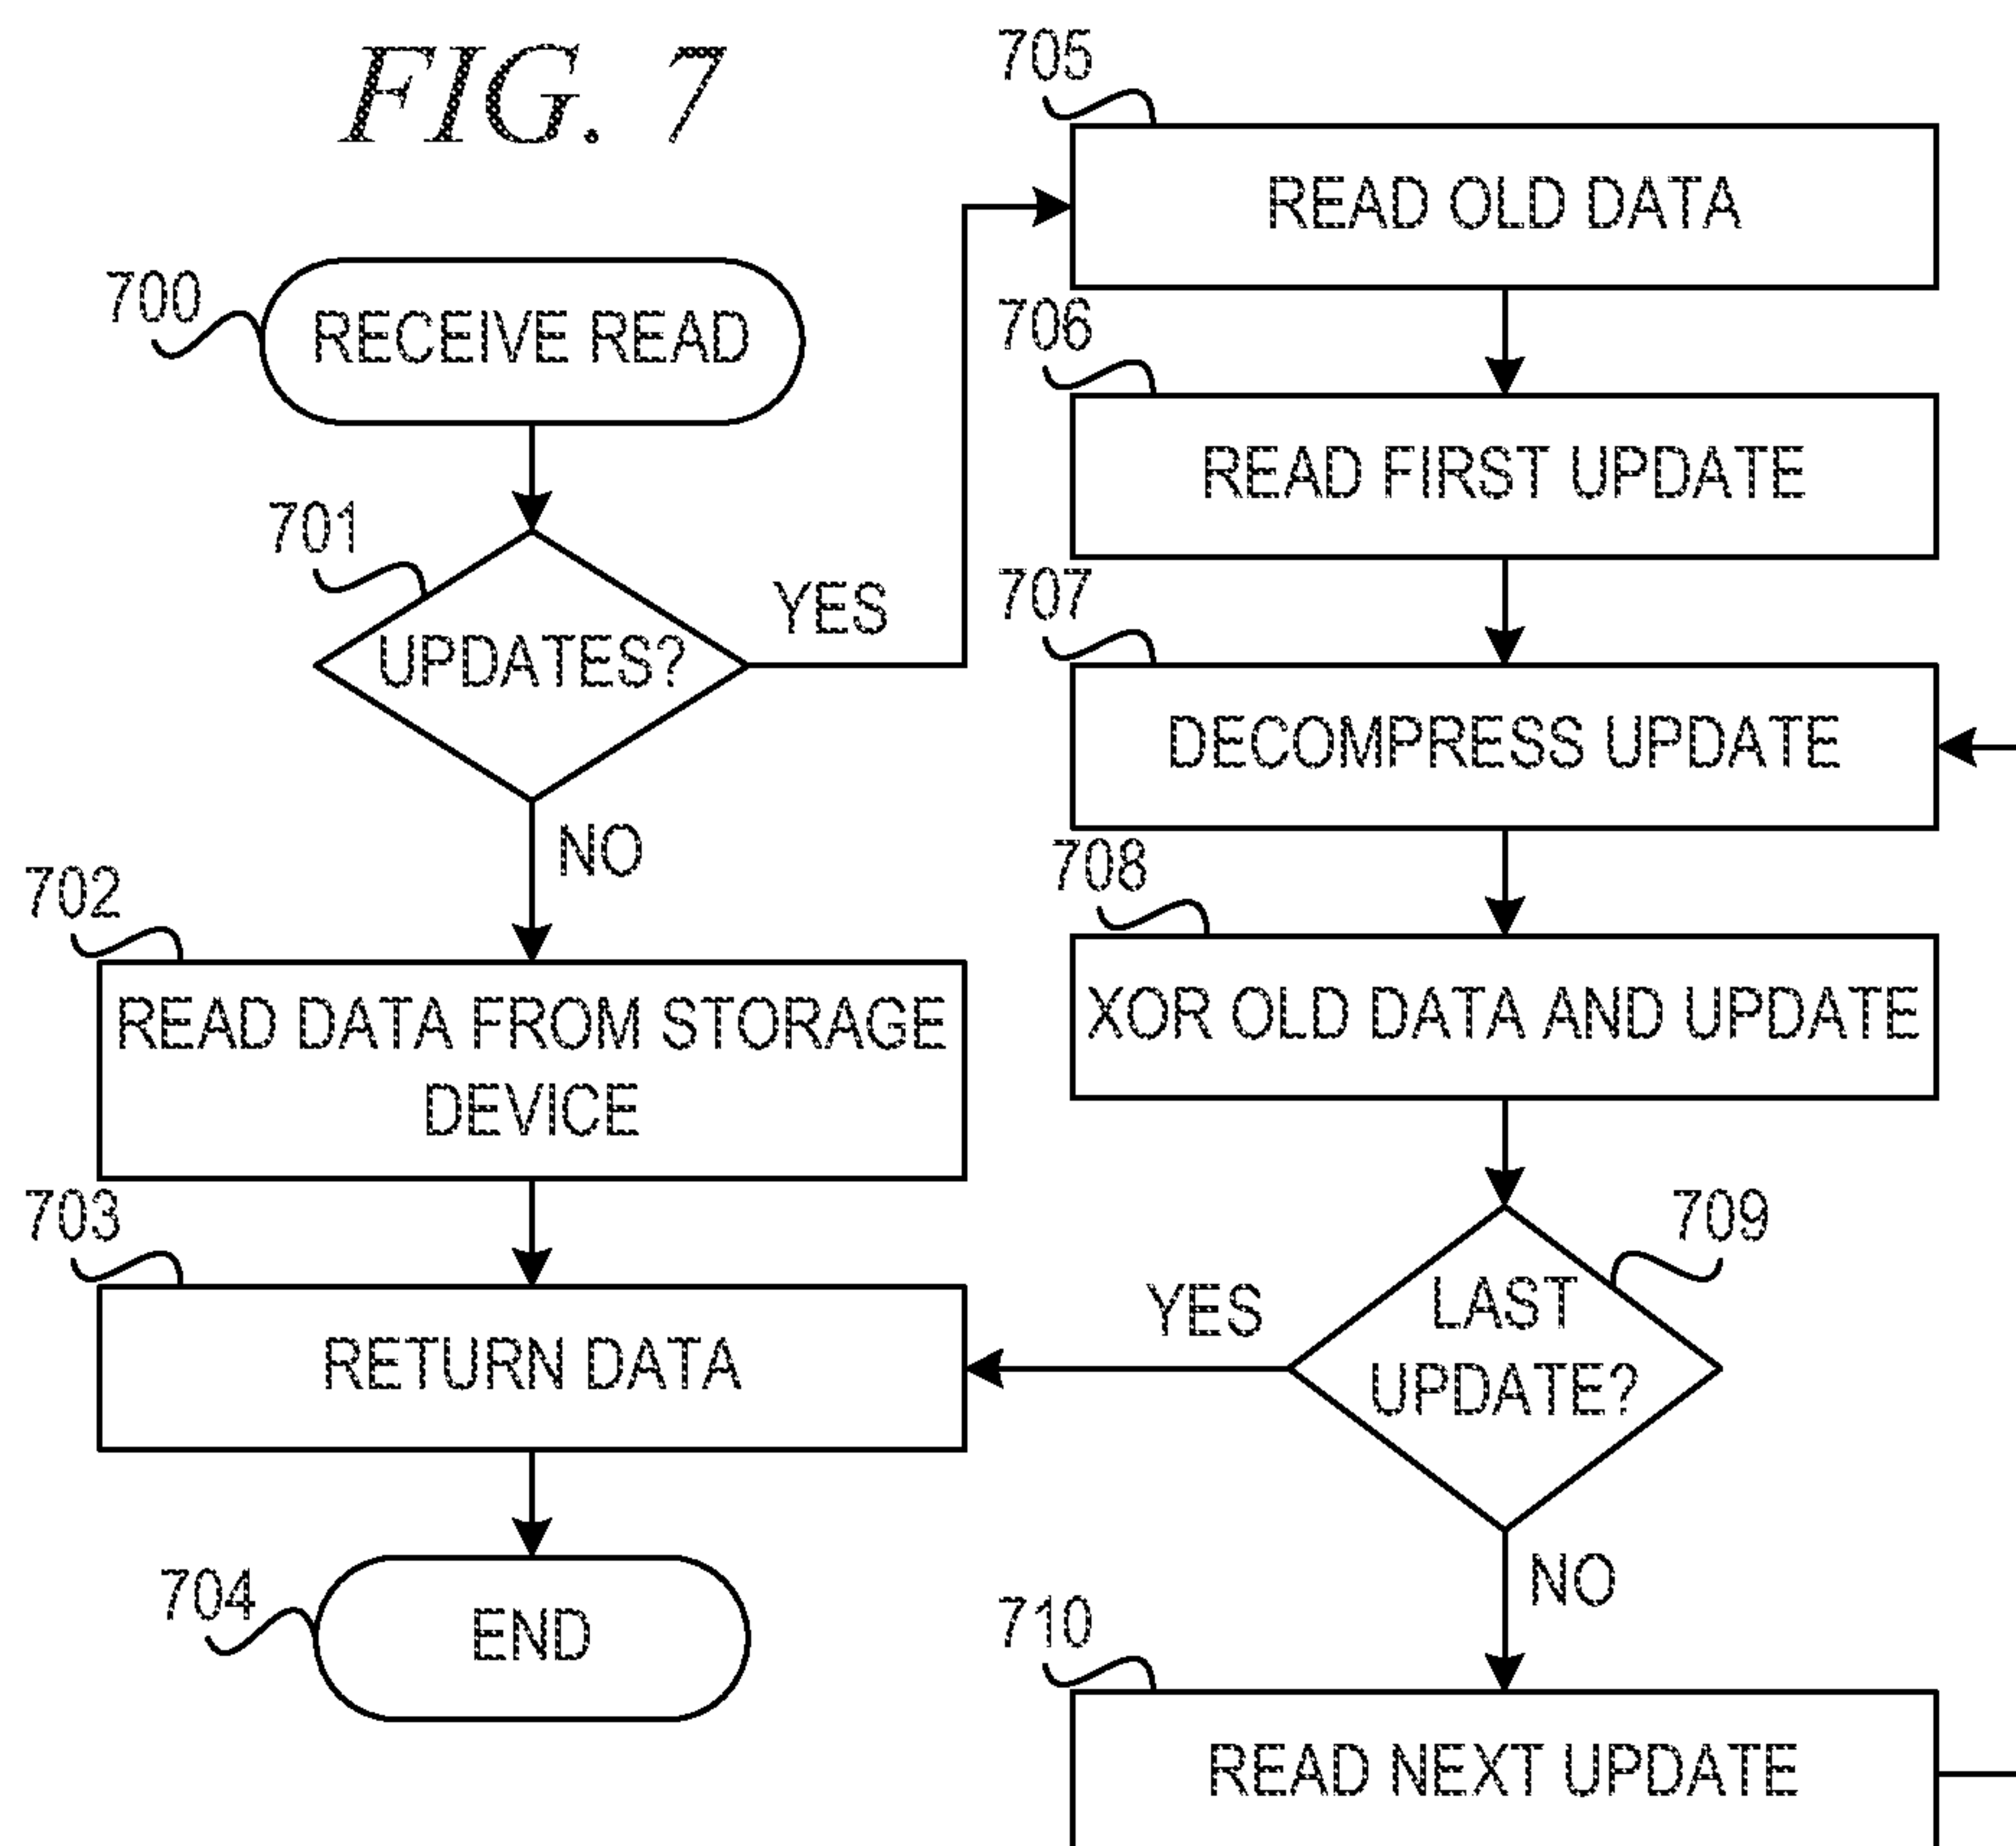 FIG. 7
700
RECEIVE READ
701
UPDATES?
YES
NO
702
READ DATA FROM STORAGE
DEVICE
703
RETURN DATA
704
END
705
READ OLD DATA
706
READ FIRST UPDATE
707
DECOMPRESS UPDATE
708
XOR OLD DATA AND UPDATE
709
LAST
UPDATE?
YES
NO
710
READ NEXT UPDATE